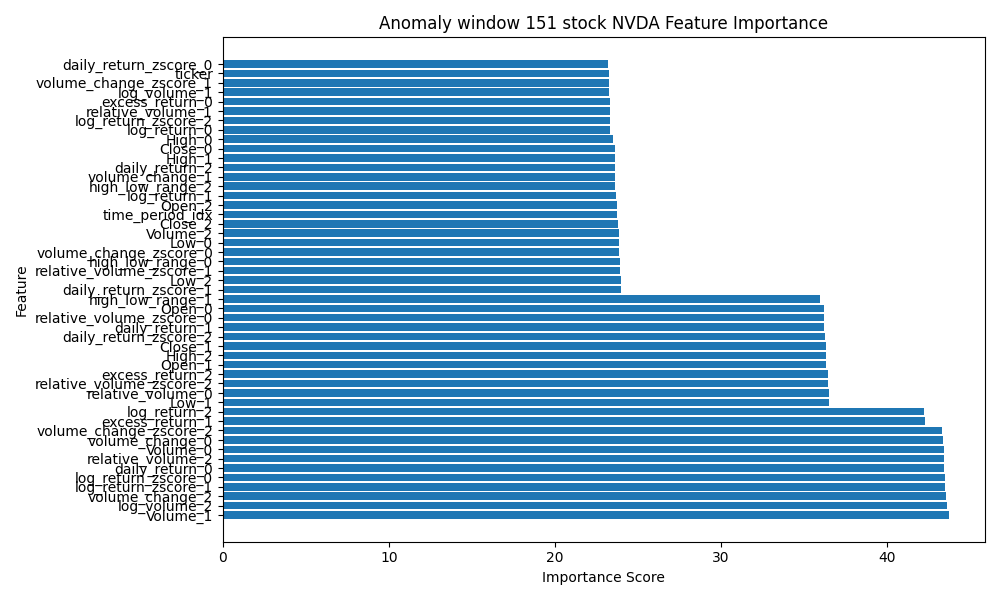 Anomaly window 151 stock NVDA Feature Importance
daily_return_zscore_0
ticker
volume_change_zscore_1
log_volume_1
excess_return_0
relative_volume_1
log_return_zscore_2
log_return_0
High_0
Close_0
High_1
daily_return_2
volume_change_1
high_low_range_2
log_return_1
Open_2
time_period_idx
Close_2
Volume_2
Low_0
volume_change_zscore_0
high_low_range_0
relative_volume_zscore_1
Low_2
daily_return_zscore_1
high_low_range_1
Open_0
relative_volume_zscore_0
daily_return_1
daily_return_zscore_2
Close_1
High_2
Open_1
excess_return_2
relative_volume_zscore_2
relative_volume_0
Low_1
log_return_2
excess_return_1
volume_change_zscore_2
volume_change_0
Volume_0
relative_volume_2
daily_return_0
log_return_zscore_0
log_return_zscore_1
volume_change_2
log_volume_2
Volume_1
Feature
0 10 20 30 40
Importance Score